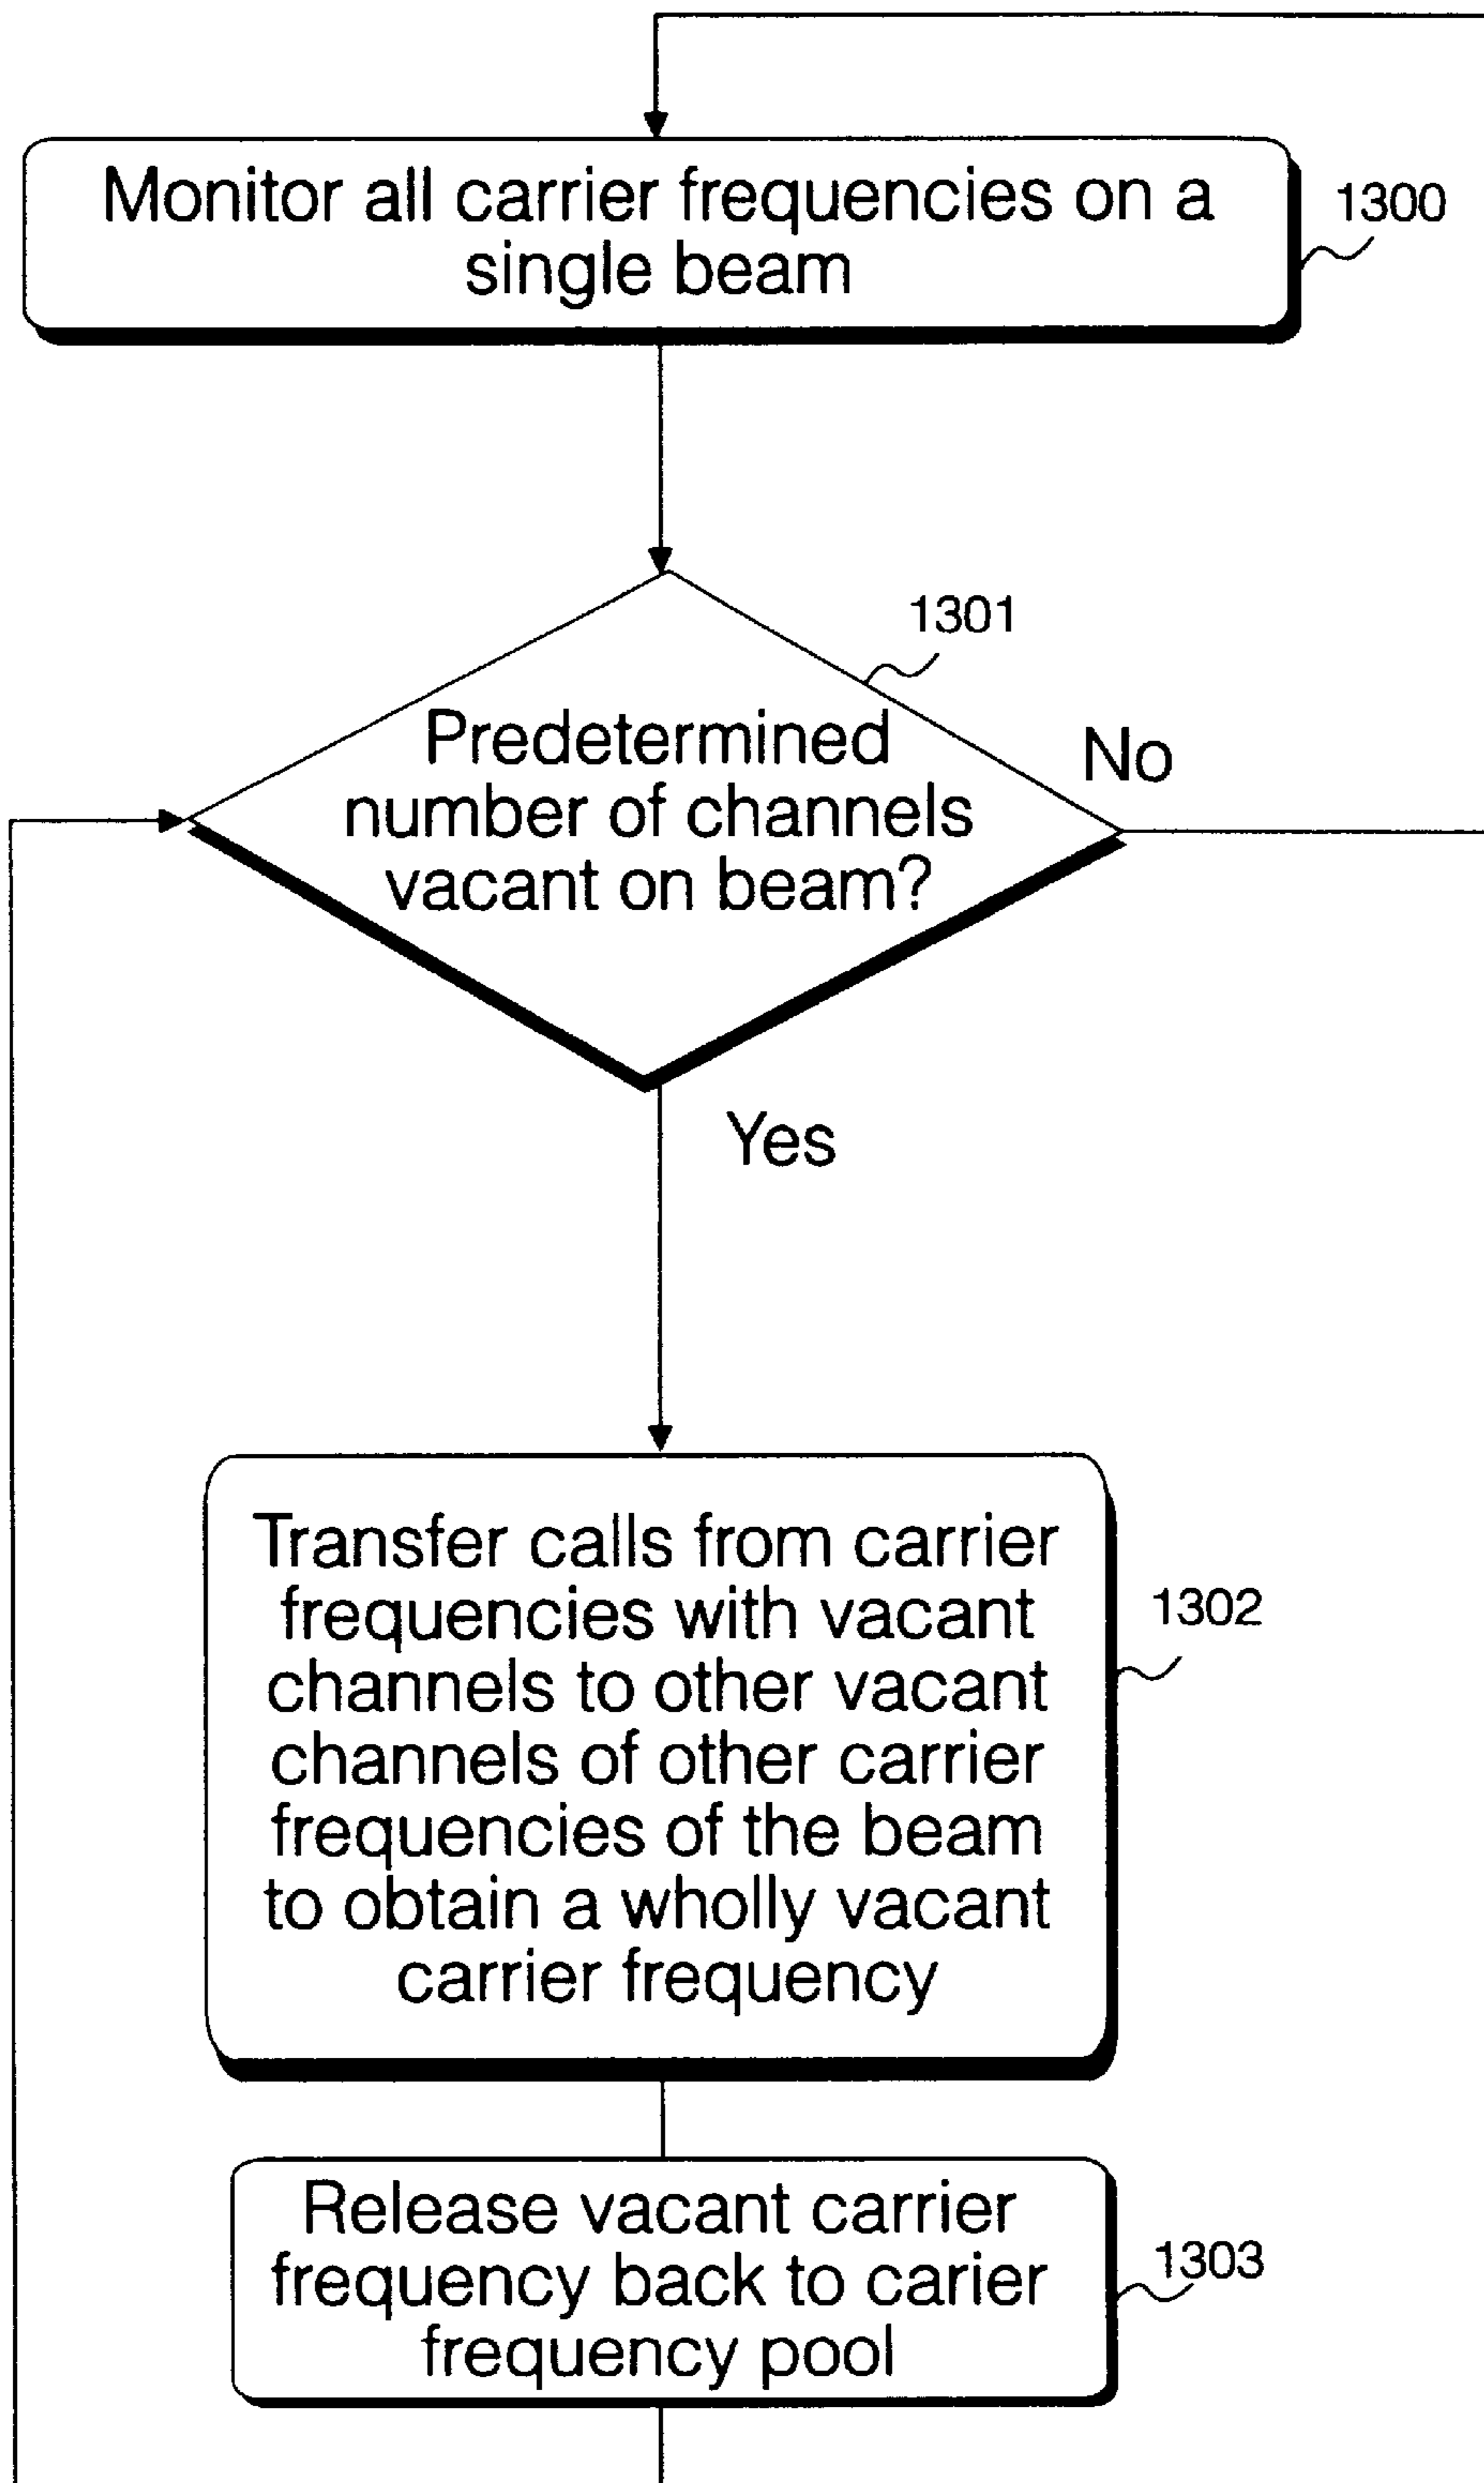 Monitor all carrier frequencies on a
single beam
1300
1301
Predetermined
number of channels
vacant on beam?
No
Yes
Transfer calls from carrier
frequencies with vacant
channels to other vacant
channels of other carrier
frequencies of the beam
to obtain a wholly vacant
carrier frequency
1302
Release vacant carrier
frequency back to carier
frequency pool
1303